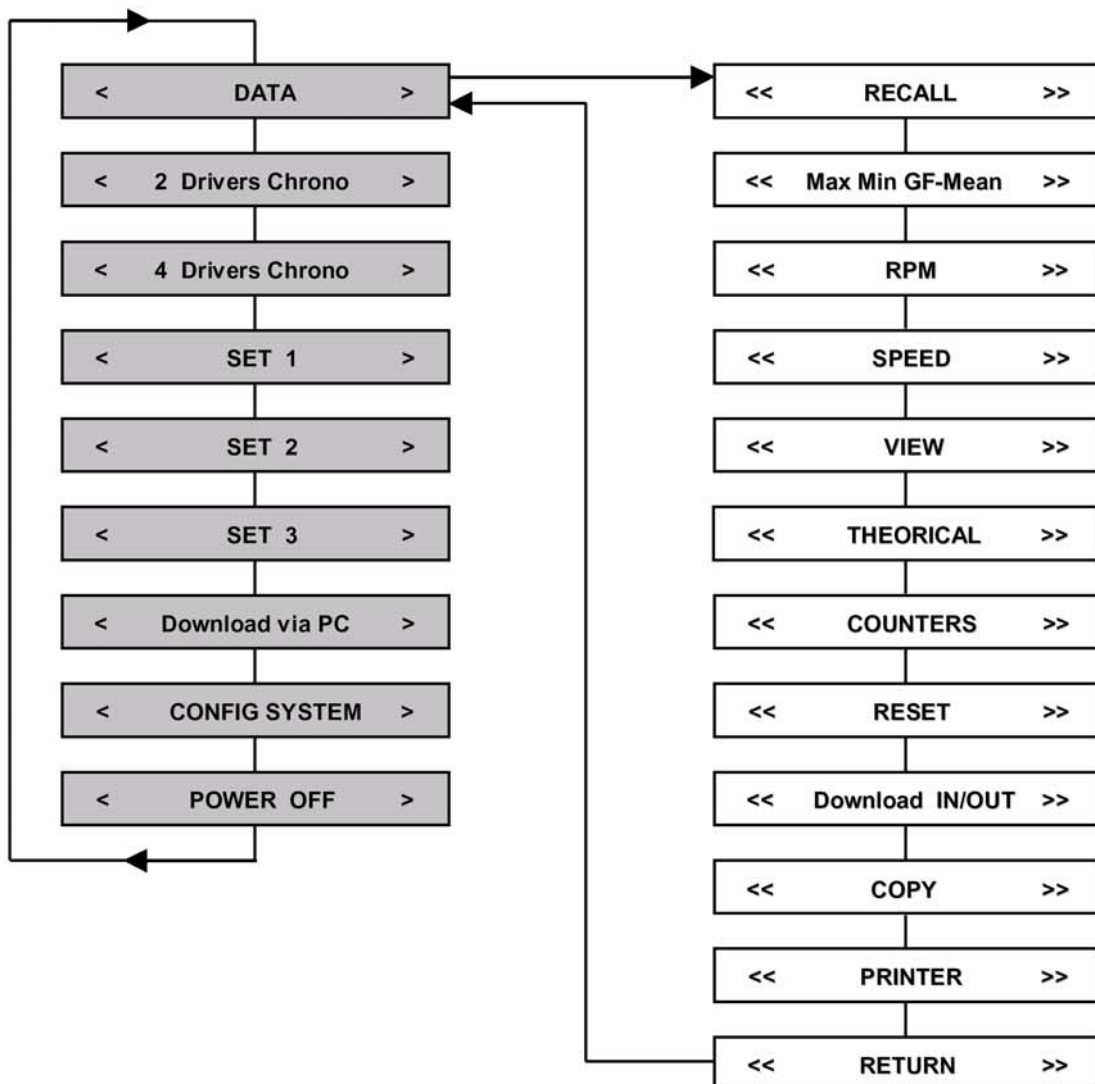 < DATA >
< 2 Drivers Chrono >
< 4 Drivers Chrono >
< SET 1 >
< SET 2 >
< SET 3 >
< Download via PC >
< CONFIG SYSTEM >
< POWER OFF >
<< RECALL >>
<< Max Min GF-Mean >>
<< RPM >>
<< SPEED >>
<< VIEW >>
<< THEORICAL >>
<< COUNTERS >>
<< RESET >>
<< Download IN/OUT >>
<< COPY >>
<< PRINTER >>
<< RETURN >>